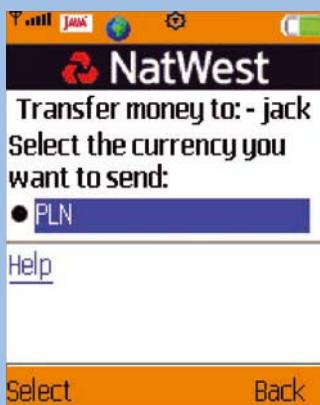 JAVA
NatWest
Transfer money to: - jack
Select the currency you
want to send:
PLN
Help
Select Back